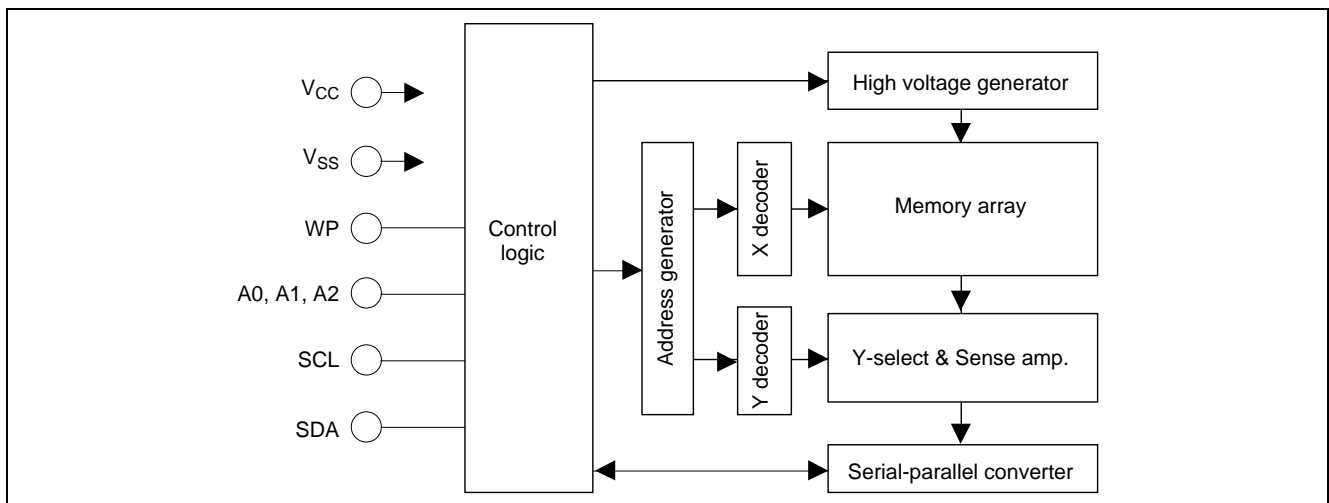 VCC
VSS
WP
A0, A1, A2
SCL
SDA
Control
logic
Address generator
X decoder
Y decoder
High voltage generator
Memory array
Y-select & Sense amp.
Serial-parallel converter